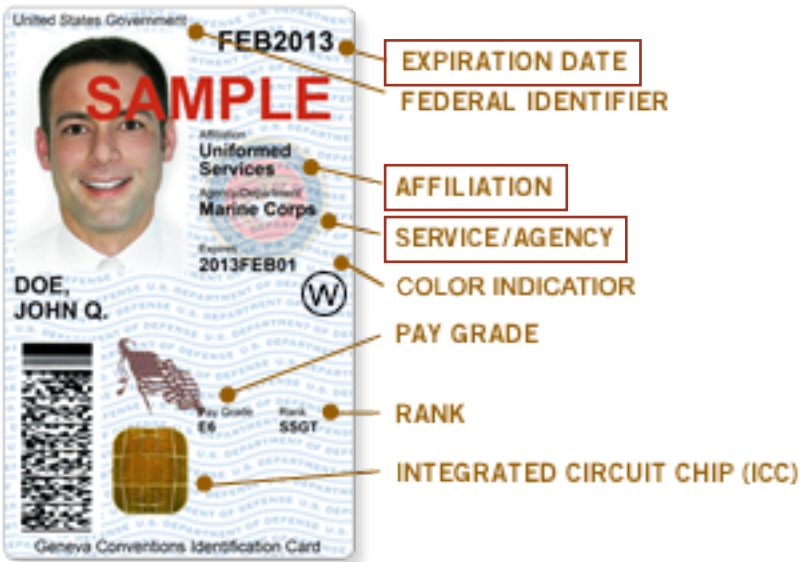 United States Government
FEB2013
SAMPLE
Affiliation
Uniformed
Services
Agency/Department
Marine Corps
Expires
2013FEB01
DOE,
JOHN Q.
W
Pay Grade
E6
Rank
SSGT
Geneva Conventions Identification Card
EXPIRATION DATE
FEDERAL IDENTIFIER
AFFILIATION
SERVICE/AGENCY
COLOR INDICATIOR
PAY GRADE
RANK
INTEGRATED CIRCUIT CHIP (ICC)